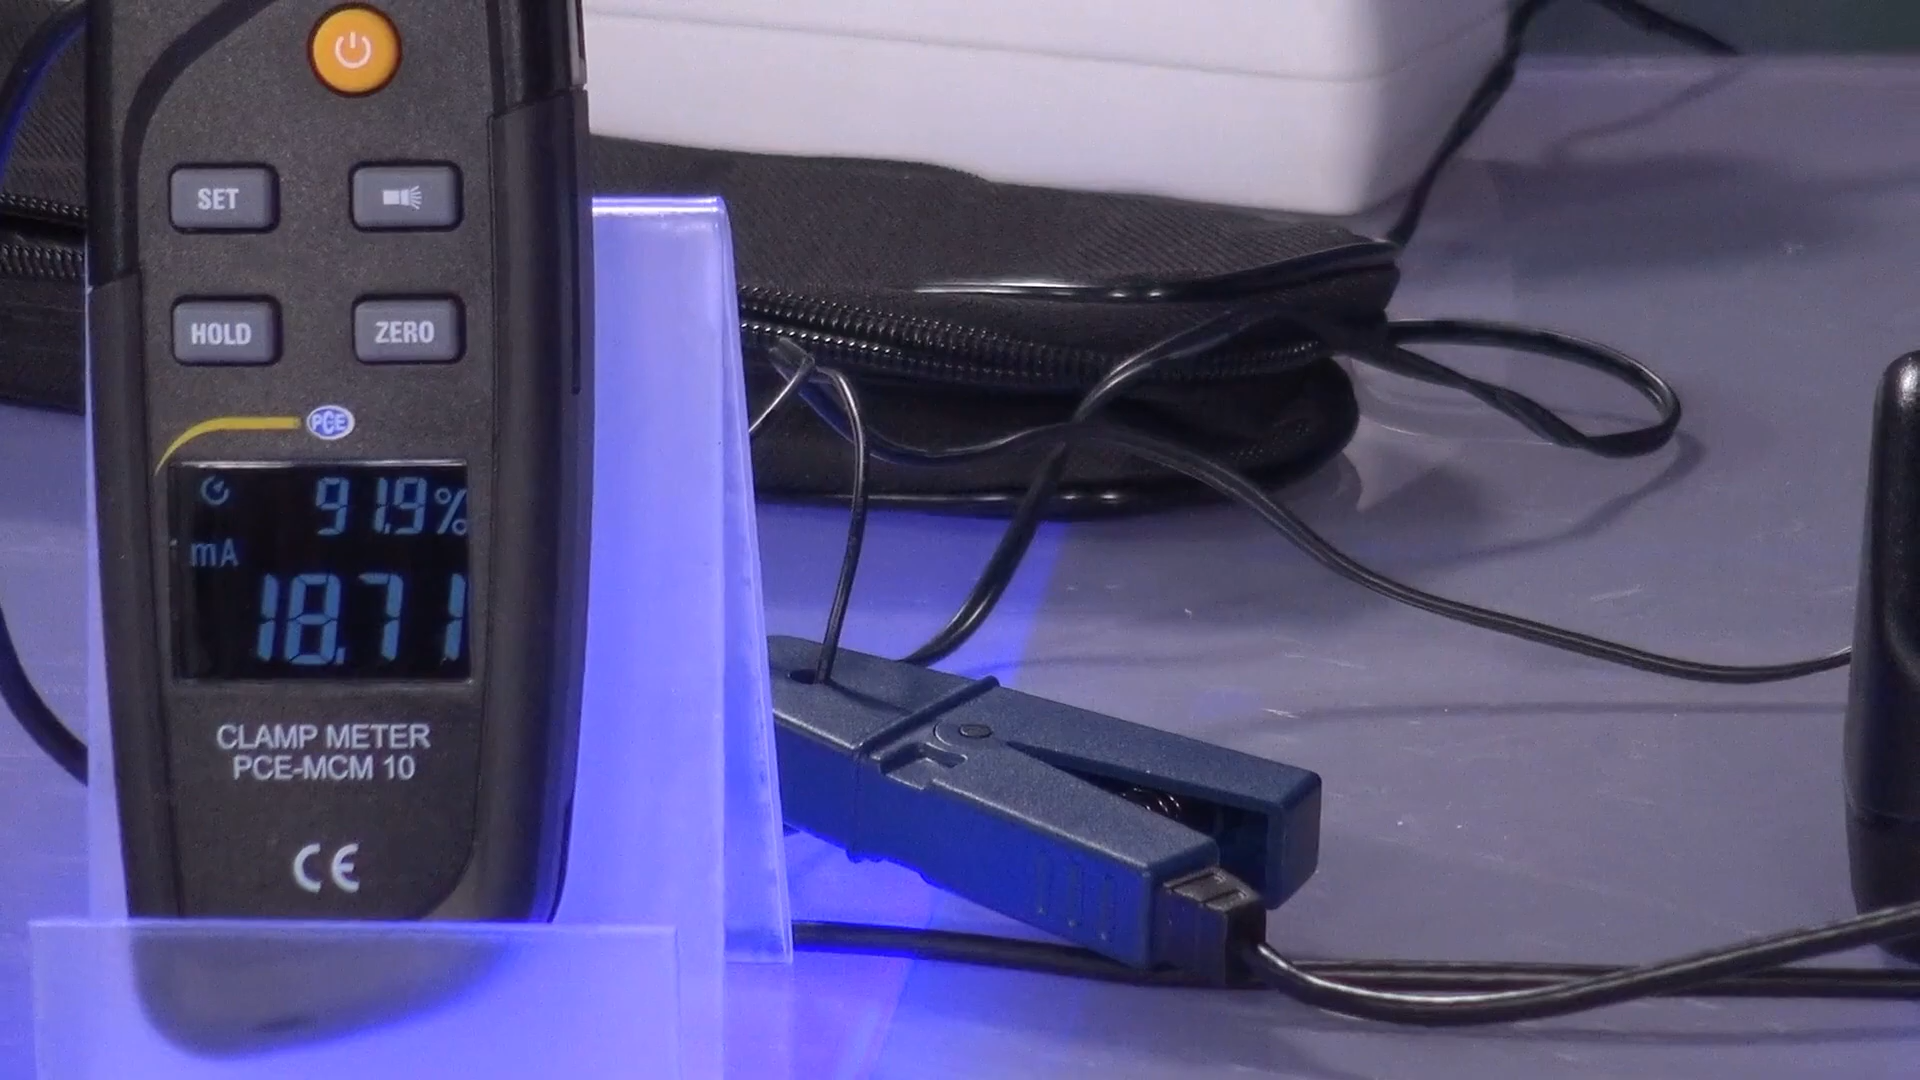 SET
HOLD ZERO
PCE
91.9%
mA
18.71
CLAMP METER
PCE-MCM 10
CE